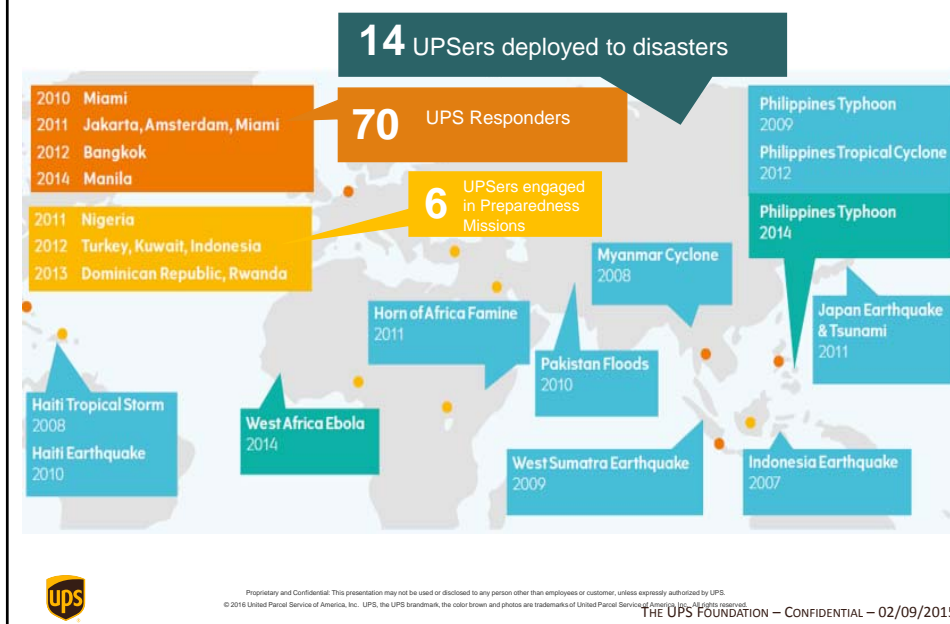 14 UPSers deployed to disasters
2010 Miami
2011 Jakarta, Amsterdam, Miami
2012 Bangkok
2014 Manila
70 UPS Responders
2011 Nigeria
2012 Turkey, Kuwait, Indonesia
2013 Dominican Republic, Rwanda
6 UPSers engaged
in Preparedness
Missions
Philippines Typhoon
2009
Philippines Tropical Cyclone
2012
Philippines Typhoon
2014
Myanmar Cyclone
2008
Horn of Africa Famine
2011
Pakistan Floods
2010
Japan Earthquake
& Tsunami
2011
Haiti Tropical Storm
2008
Haiti Earthquake
2010
West Africa Ebola
2014
West Sumatra Earthquake
2009
Indonesia Earthquake
2007
ups
Proprietary and Confidential: This presentation may not be used or disclosed to any person other than employees or customer, unless expressly authorized by UPS.
© 2016 United Parcel Service of America, Inc. UPS, the UPS brandmark, the color brown and photos are trademarks of United Parcel Service of America, Inc. All rights reserved.
THE UPS FOUNDATION – CONFIDENTIAL – 02/09/2015